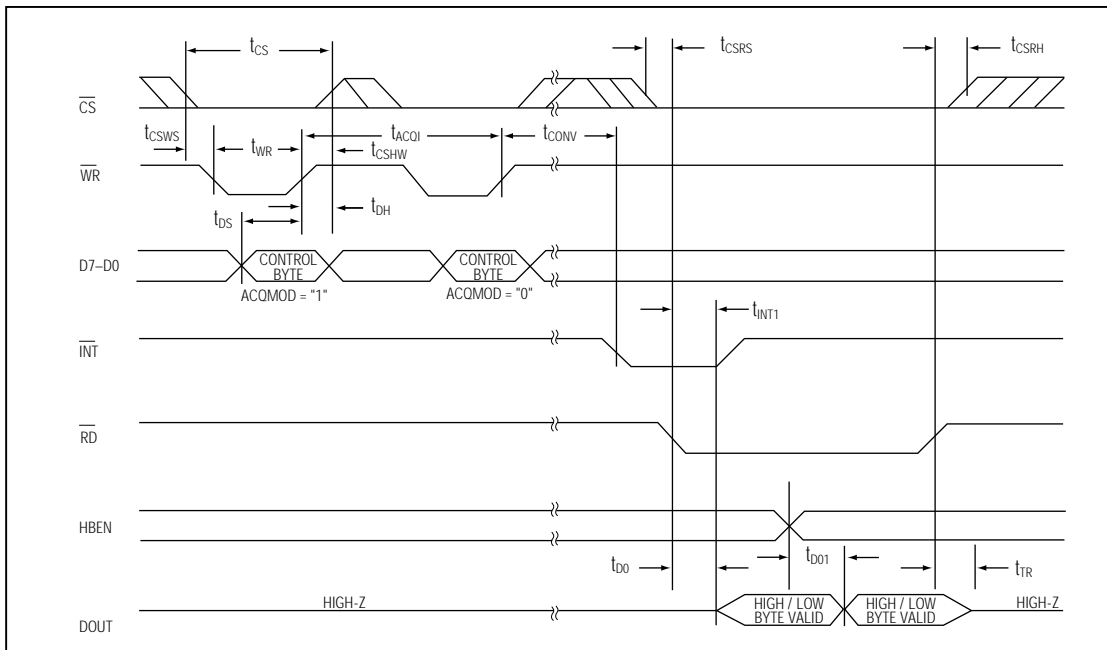 tCS
tCSRS
tCSRH
CS
tCSWS
tWR
tACQI
tCSHW
tCONV
WR
tDS
tDH
D7–D0
CONTROL
BYTE
CONTROL
BYTE
ACQMOD = "1"
ACQMOD = "0"
tINT1
INT
RD
HBEN
tD0
tD01
tTR
HIGH-Z
HIGH / LOW
BYTE VALID
HIGH / LOW
BYTE VALID
HIGH-Z
DOUT